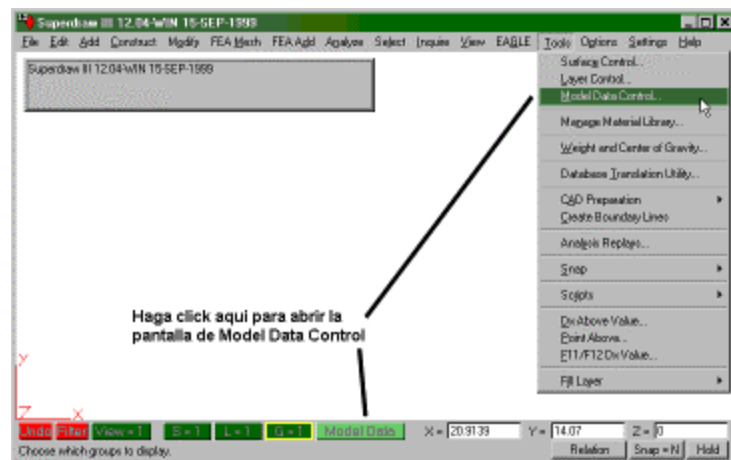 Superdraw III 12.04-WIN 15-SEP-1999
File Edit Add Construct Modify FEA Mesh FEA Add Analyze Select Inquire View EAGLE Tools Options Settings Help
Superdraw III 12.04-WIN 15-SEP-1999
Surface Control...
Layer Control...
Model Data Control...
Manage Material Library...
Weight and Center of Gravity...
Database Translation Utility...
CAD Preparation
Create Boundary Lines
Analysis Replays...
Snap
Scripts
Dx Above Value...
Point Above...
F11/F12 Dx Value...
Fill Layer
Haga click aqui para abrir la
pantalla de Model Data Control
Y
Z X
Undo Filter View=1 S=1 L=1 G=1 Model Data X= 20.9139 Y= 14.07 Z= 0
Choose which groups to display. Relation Snap=N Hold